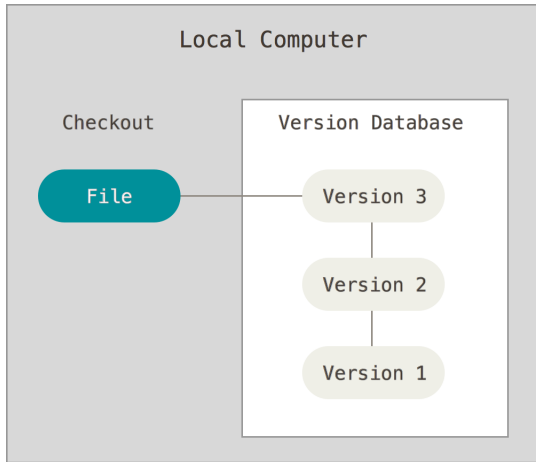 Local Computer
Checkout
Version Database
File
Version 3
Version 2
Version 1